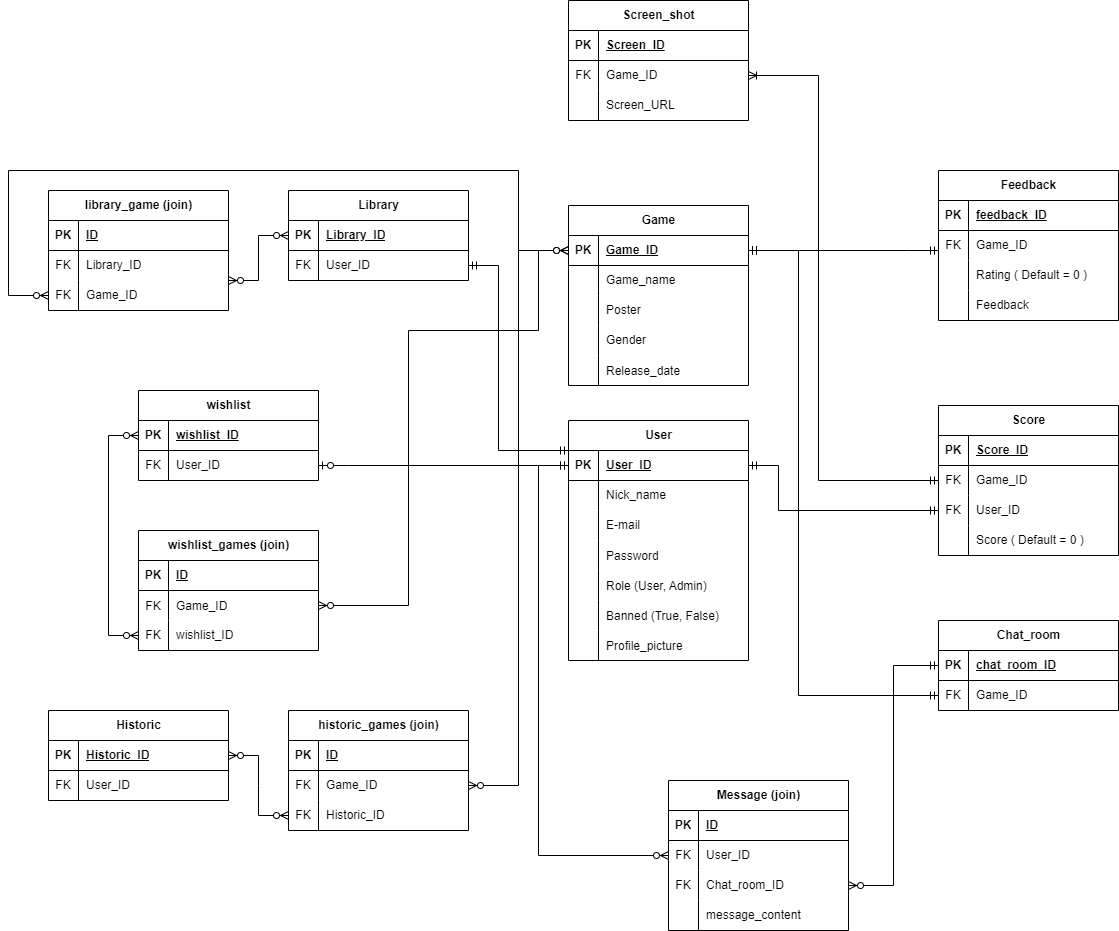 Screen_shot
PK Screen_ID
FK Game_ID
Screen_URL
library_game (join)
PK ID
FK Library_ID
FK Game_ID
Library
PK Library_ID
FK User_ID
Game
PK Game_ID
Game_name
Poster
Gender
Release_date
Feedback
PK feedback_ID
FK Game_ID
Rating ( Default = 0 )
Feedback
wishlist
PK wishlist_ID
FK User_ID
User
PK User_ID
Nick_name
E-mail
Password
Role (User, Admin)
Banned (True, False)
Profile_picture
Score
PK Score_ID
FK Game_ID
FK User_ID
Score ( Default = 0 )
wishlist_games (join)
PK ID
FK Game_ID
FK wishlist_ID
Chat_room
PK chat_room_ID
FK Game_ID
Historic
PK Historic_ID
FK User_ID
historic_games (join)
PK ID
FK Game_ID
FK Historic_ID
Message (join)
PK ID
FK User_ID
FK Chat_room_ID
message_content